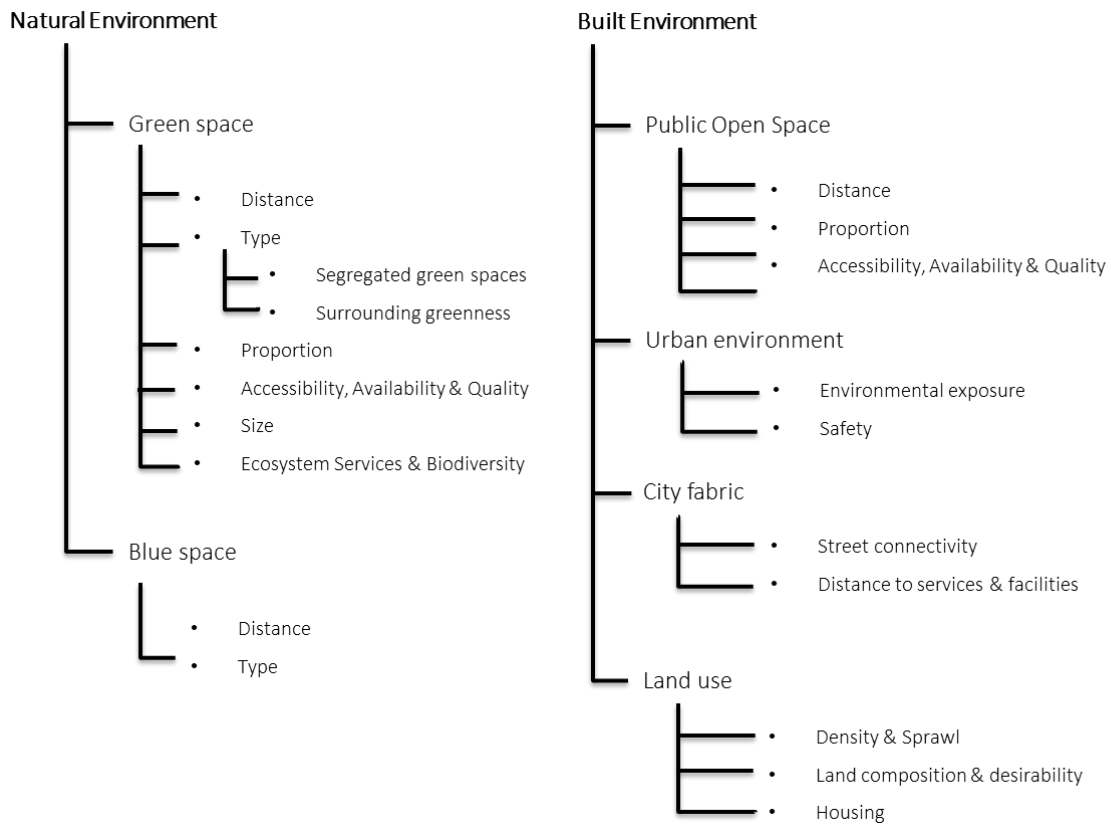 Natural Environment
Green space
• Distance
• Type
• Segregated green spaces
• Surrounding greenness
• Proportion
• Accessibility, Availability & Quality
• Size
• Ecosystem Services & Biodiversity
Blue space
• Distance
• Type
Built Environment
Public Open Space
• Distance
• Proportion
• Accessibility, Availability & Quality
Urban environment
• Environmental exposure
• Safety
City fabric
• Street connectivity
• Distance to services & facilities
Land use
• Density & Sprawl
• Land composition & desirability
• Housing